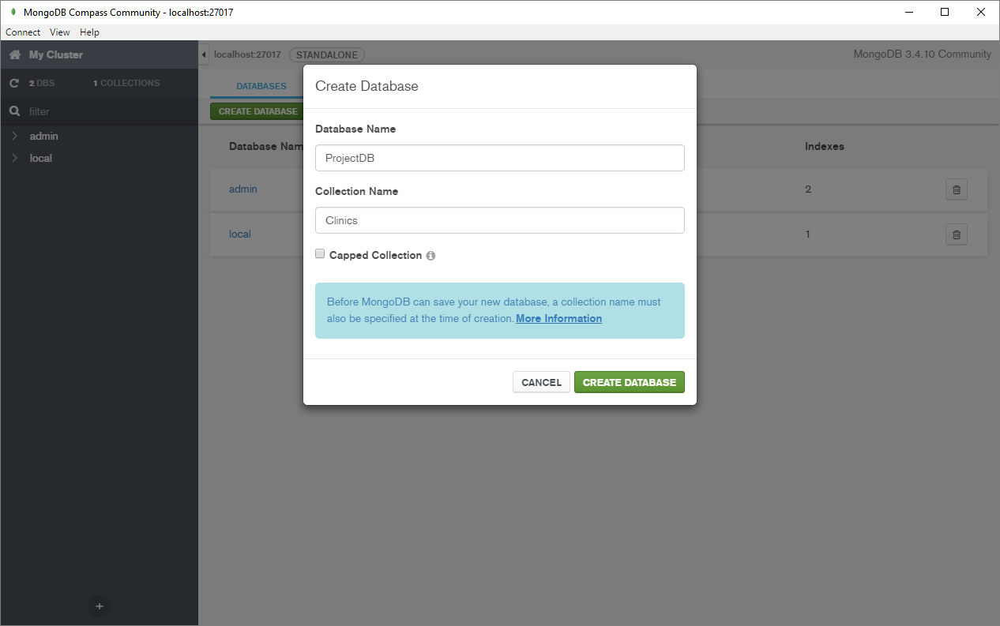 MongoDB Compass Community - localhost:27017
Connect View Help
My Cluster
localhost:27017 STANDALONE MongoDB 3.4.10 Community
2 DBS 1 COLLECTIONS
DATABASES
filter
CREATE DATABASE
admin
local
Database Nam
Indexes
admin 2
local 1
Create Database
Database Name
ProjectDB
Collection Name
Clinics
Capped Collection
Before MongoDB can save your new database, a collection name must
also be specified at the time of creation. More Information
CANCEL CREATE DATABASE